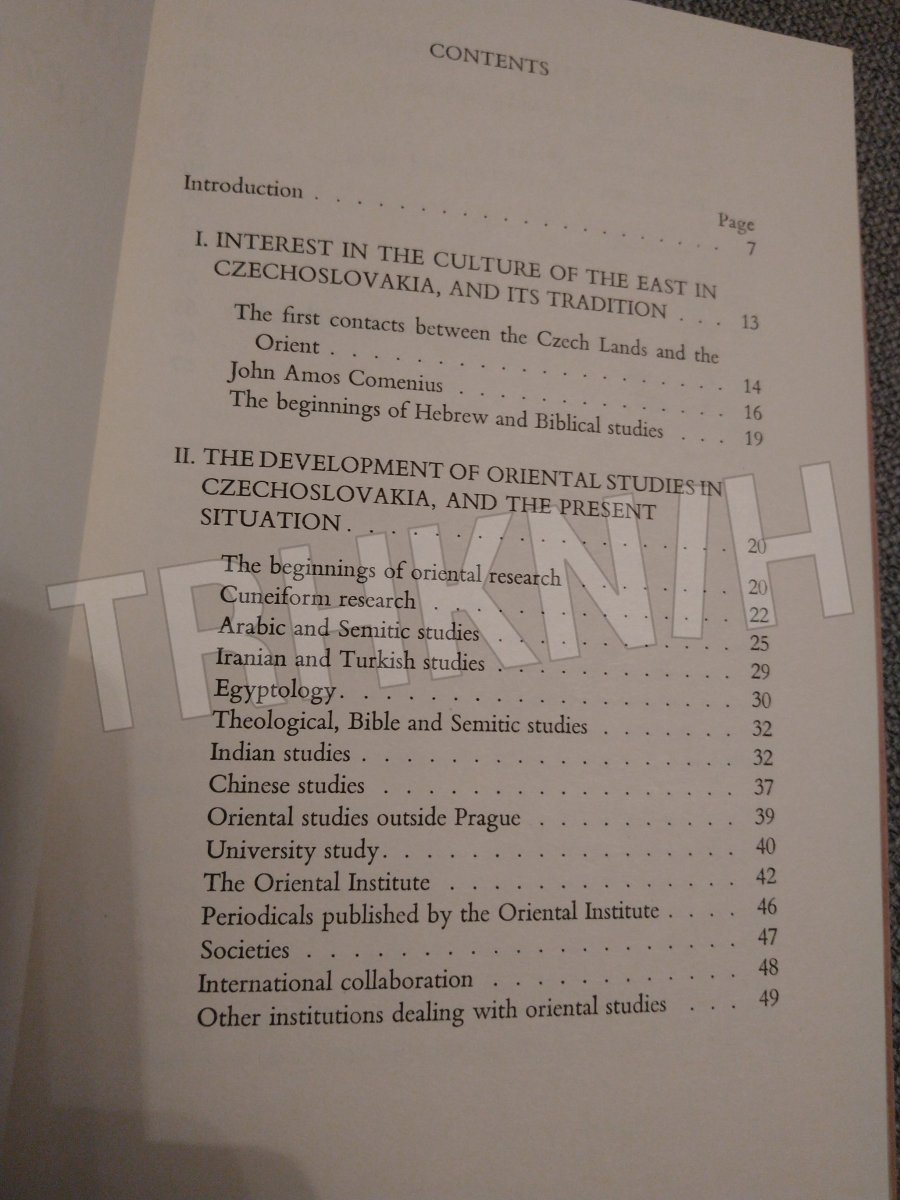 CONTENTS
Page
Introduction . . . . . . . . . . . . . . . 7
I. INTEREST IN THE CULTURE OF THE EAST IN
CZECHOSLOVAKIA, AND ITS TRADITION . . . 13
The first contacts between the Czech Lands and the
Orient . . . . . . . . . . . . . . 14
John Amos Comenius . . . . . . . . . . 16
The beginnings of Hebrew and Biblical studies . . . 19
II. THE DEVELOPMENT OF ORIENTAL STUDIES IN
CZECHOSLOVAKIA, AND THE PRESENT
SITUATION . . . . . . . . . . . . . . 20
The beginnings of oriental research . . . . . . 20
Cuneiform research . . . . . . . . . . . 22
Arabic and Semitic studies . . . . . . . . . 25
Iranian and Turkish studies . . . . . . . . . 29
Egyptology. . . . . . . . . . . . . . . 30
Theological, Bible and Semitic studies . . . . . . 32
Indian studies . . . . . . . . . . . . . . 32
Chinese studies . . . . . . . . . . . . . 37
Oriental studies outside Prague . . . . . . . . 39
University study. . . . . . . . . . . . . 40
The Oriental Institute . . . . . . . . . . . 42
Periodicals published by the Oriental Institute . . . . 46
Societies . . . . . . . . . . . . . . . . 47
International collaboration . . . . . . . . . 48
Other institutions dealing with oriental studies . . . 49
TRHKNIH